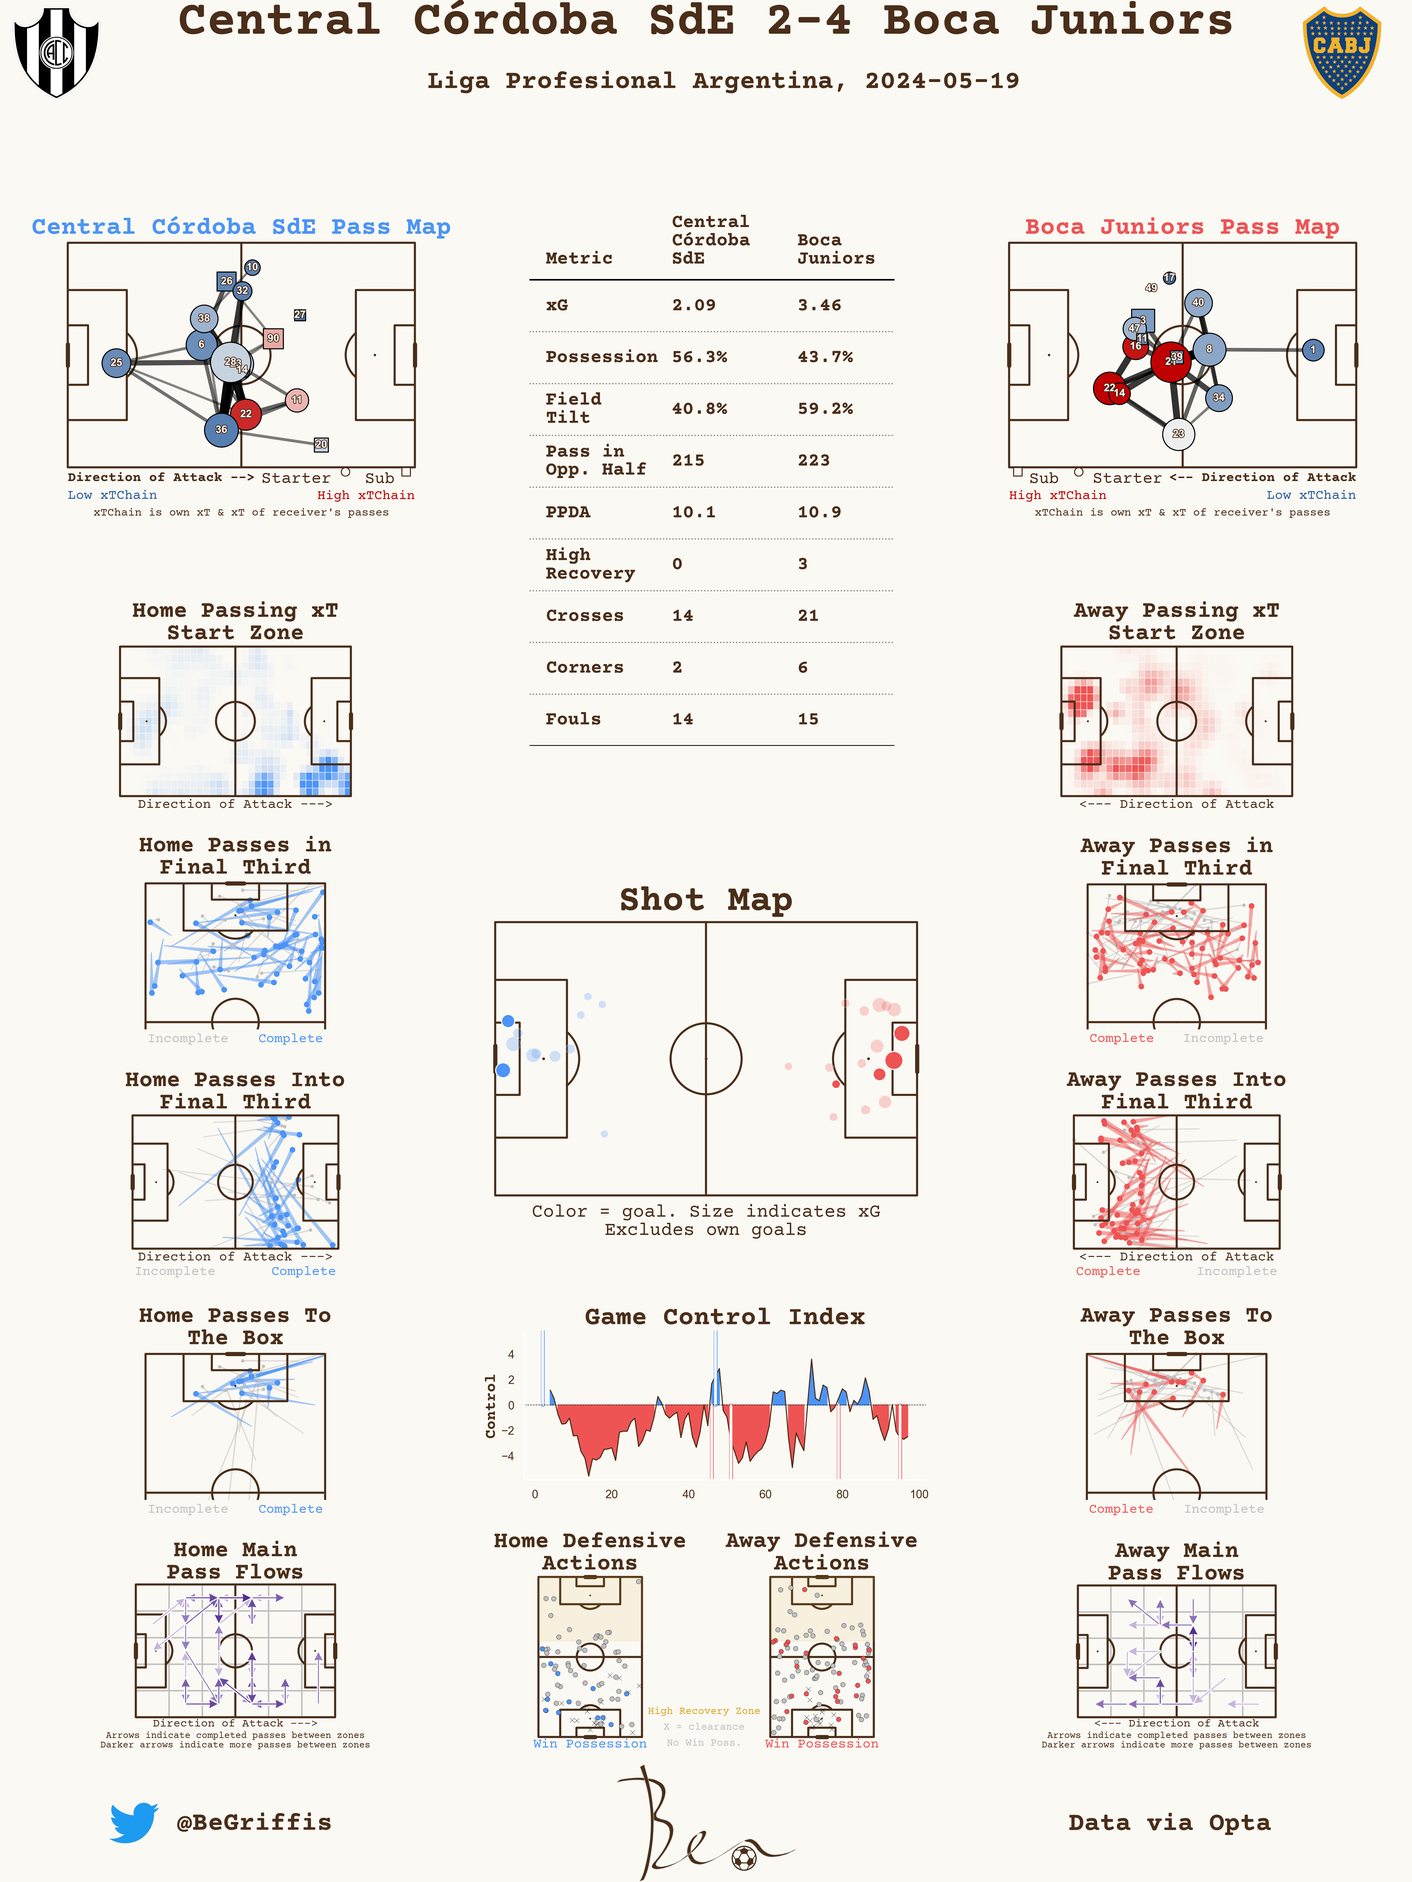 Central Córdoba SdE 2-4 Boca Juniors
Liga Profesional Argentina, 2024-05-19
CABJ
Central Córdoba SdE Pass Map
10
26
32
27
38
90
6
28
14
25
11
22
36
20
Direction of Attack --> Starter Sub
Low xTChain High xTChain
xTChain is own xT & xT of receiver's passes
Metric Central Córdoba SdE Boca Juniors
xG 2.09 3.46
Possession 56.3% 43.7%
Field Tilt 40.8% 59.2%
Pass in Opp. Half 215 223
PPDA 10.1 10.9
High Recovery 0 3
Crosses 14 21
Corners 2 6
Fouls 14 15
Boca Juniors Pass Map
17
49
40
3
47
11
16
39
8
1
22
14
34
23
Sub Starter <-- Direction of Attack
High xTChain Low xTChain
xTChain is own xT & xT of receiver's passes
Home Passing xT
Start Zone
Direction of Attack --->
Away Passing xT
Start Zone
<--- Direction of Attack
Home Passes in
Final Third
Incomplete Complete
Away Passes in
Final Third
Complete Incomplete
Shot Map
Color = goal. Size indicates xG
Excludes own goals
Home Passes Into
Final Third
Direction of Attack --->
Incomplete Complete
Away Passes Into
Final Third
<--- Direction of Attack
Complete Incomplete
Home Passes To
The Box
Incomplete Complete
Game Control Index
Control
4
2
0
−2
−4
0 20 40 60 80 100
Away Passes To
The Box
Complete Incomplete
Home Main
Pass Flows
Direction of Attack --->
Arrows indicate completed passes between zones
Darker arrows indicate more passes between zones
Home Defensive
Actions
Win Possession
High Recovery Zone
X = clearance
No Win Poss.
Away Defensive
Actions
Win Possession
Away Main
Pass Flows
<--- Direction of Attack
Arrows indicate completed passes between zones
Darker arrows indicate more passes between zones
@BeGriffis
Ben
Data via Opta